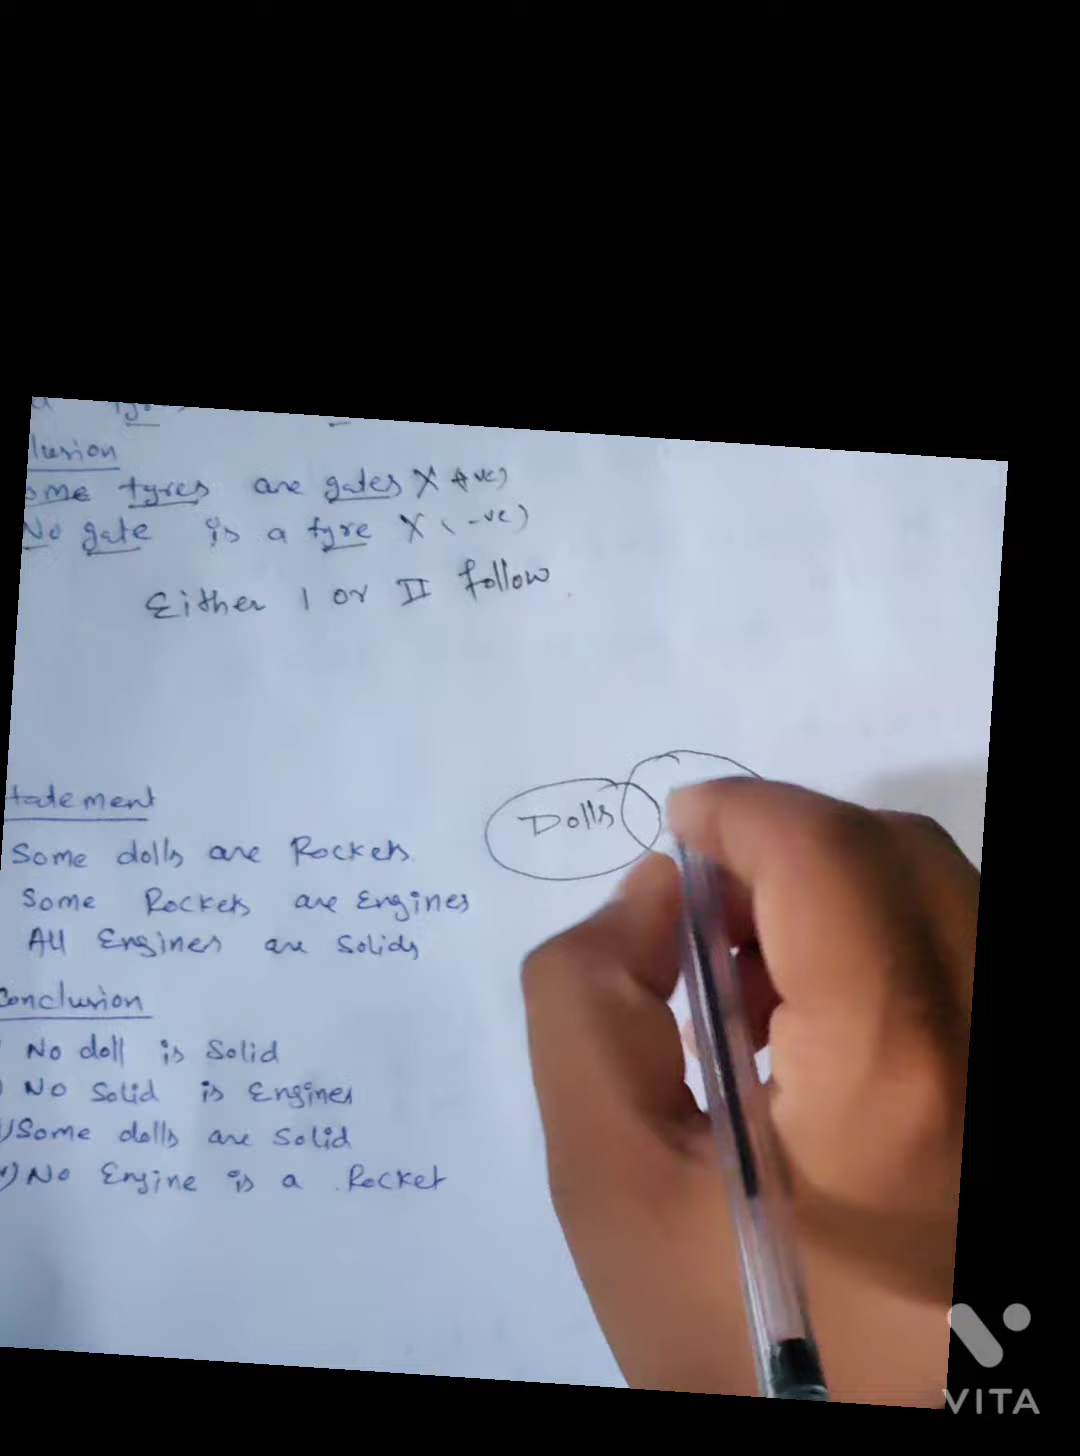 lusion
ome tyres are gates X +ve)
No gate is a tyre X (-ve)
Either I or II follow
tatement
Some dolls are Rockets
Dolls
Some Rockets are Engines
All Engines are Solids
Conclusion
No doll is Solid
) No Solid is Engines
)Some dolls are Solid
) No Engine is a Rocket
VITA